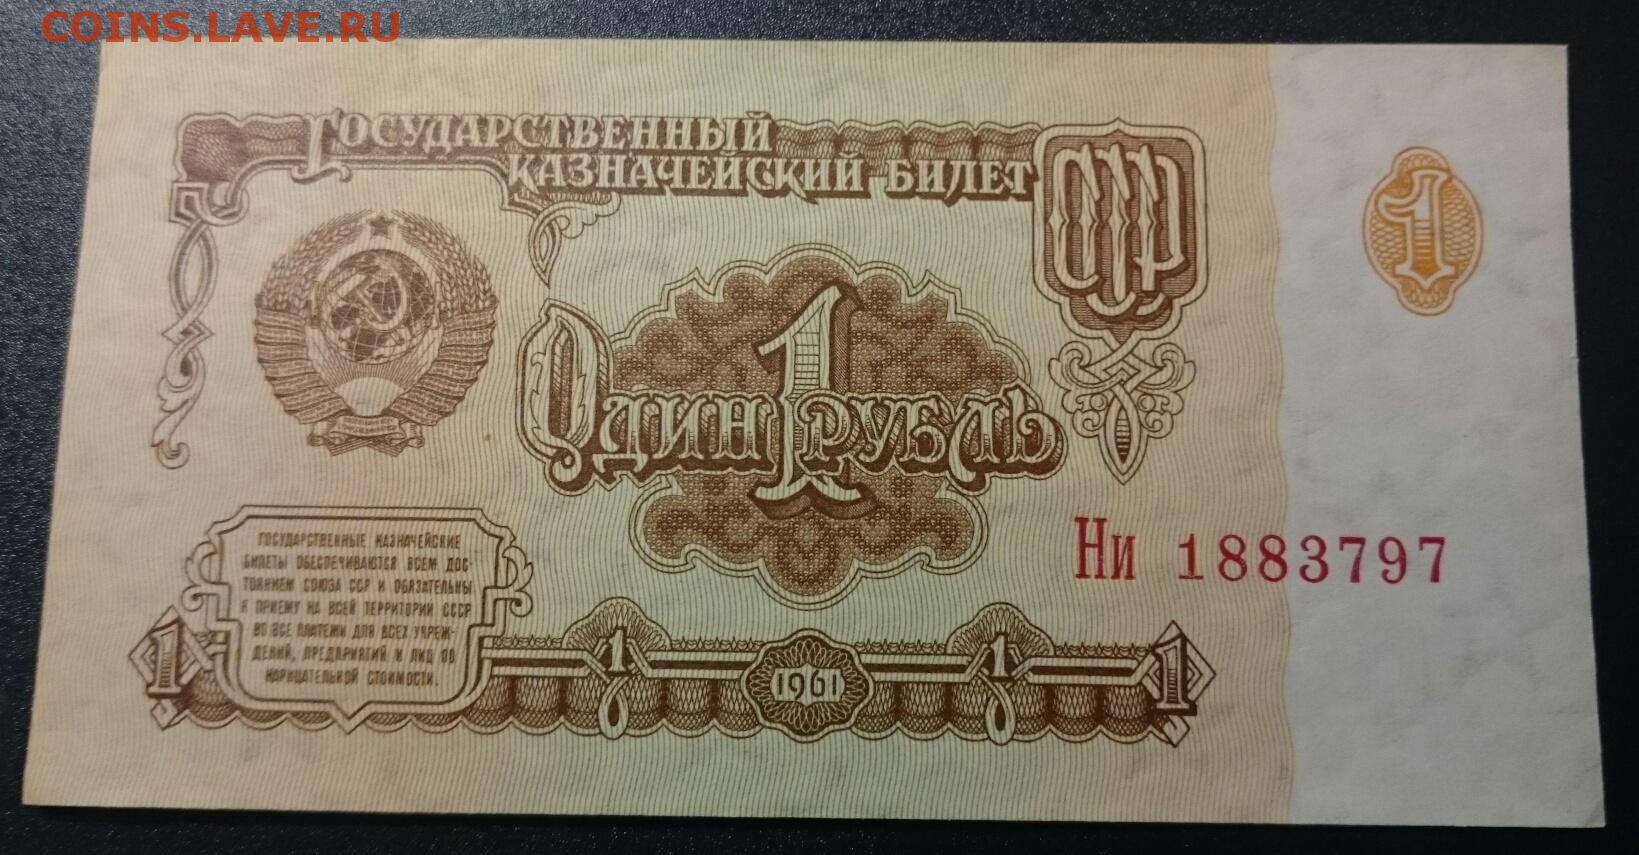 COINS.LAVE.RU
ГОСУДАРСТВЕННЫЙ
КАЗНАЧЕЙСКИЙ БИЛЕТ
СССР
1
1
ОДИН РУБЛЬ
Ни 1883797
ГОСУДАРСТВЕННЫЕ КАЗНАЧЕЙСКИЕ
БИЛЕТЫ ОБЕСПЕЧИВАЮТСЯ ВСЕМ ДОС-
ТОЯНИЕМ СОЮЗА ССР И ОБЯЗАТЕЛЬНЫ
К ПРИЕМУ НА ВСЕЙ ТЕРРИТОРИИ СССР
ВО ВСЕ ПЛАТЕЖИ ДЛЯ ВСЕХ УЧРЕЖ-
ДЕНИЙ, ПРЕДПРИЯТИЙ И ЛИЦ ПО
НАРИЦАТЕЛЬНОЙ СТОИМОСТИ.
1 1 1961 1 1